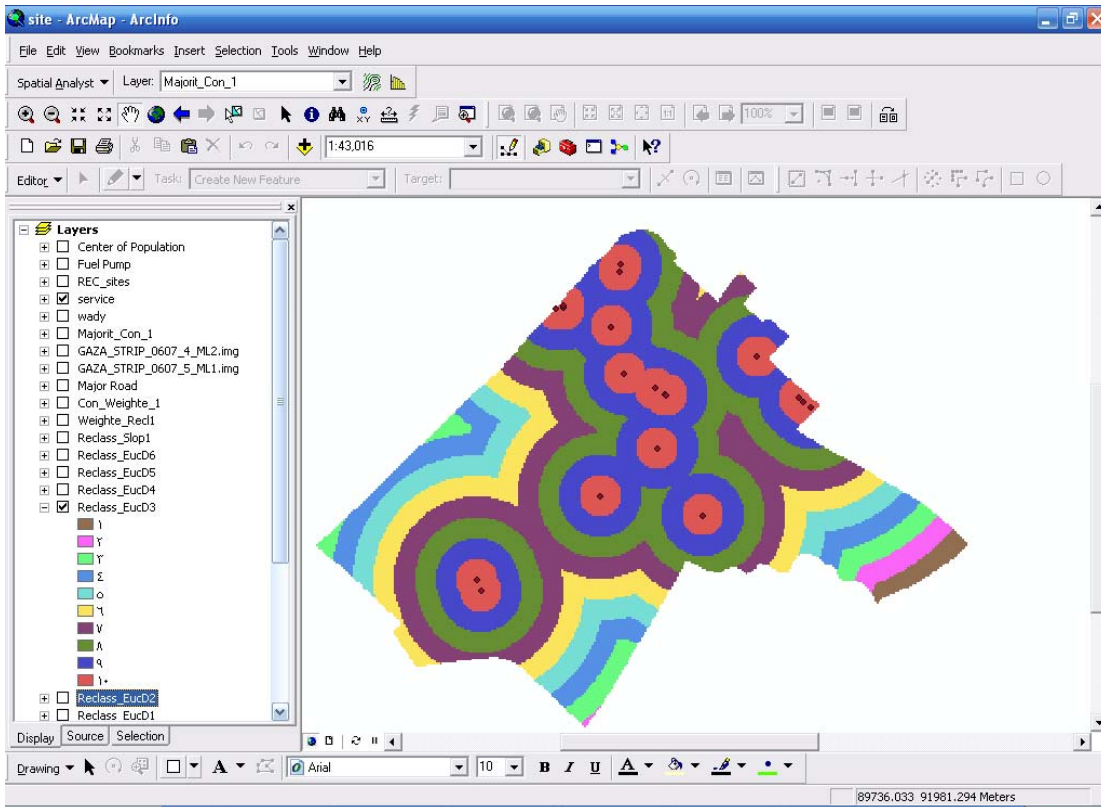 site - ArcMap - ArcInfo
File Edit View Bookmarks Insert Selection Tools Window Help
Spatial Analyst Layer: Majorit_Con_1
100%
1:43,016
Editor Task: Create New Feature Target:
Layers
Center of Population
Fuel Pump
REC_sites
service
wady
Majorit_Con_1
GAZA_STRIP_0607_4_ML2.img
GAZA_STRIP_0607_5_ML1.img
Major Road
Con_Weighte_1
Weighte_Recl1
Reclass_Slop1
Reclass_EucD6
Reclass_EucD5
Reclass_EucD4
Reclass_EucD3
١
٢
٣
٤
٥
٦
٧
٨
٩
١٠
Reclass_EucD2
Reclass_EucD1
Display Source Selection
Drawing A Arial 10 B I U A
89736.033 91981.294 Meters